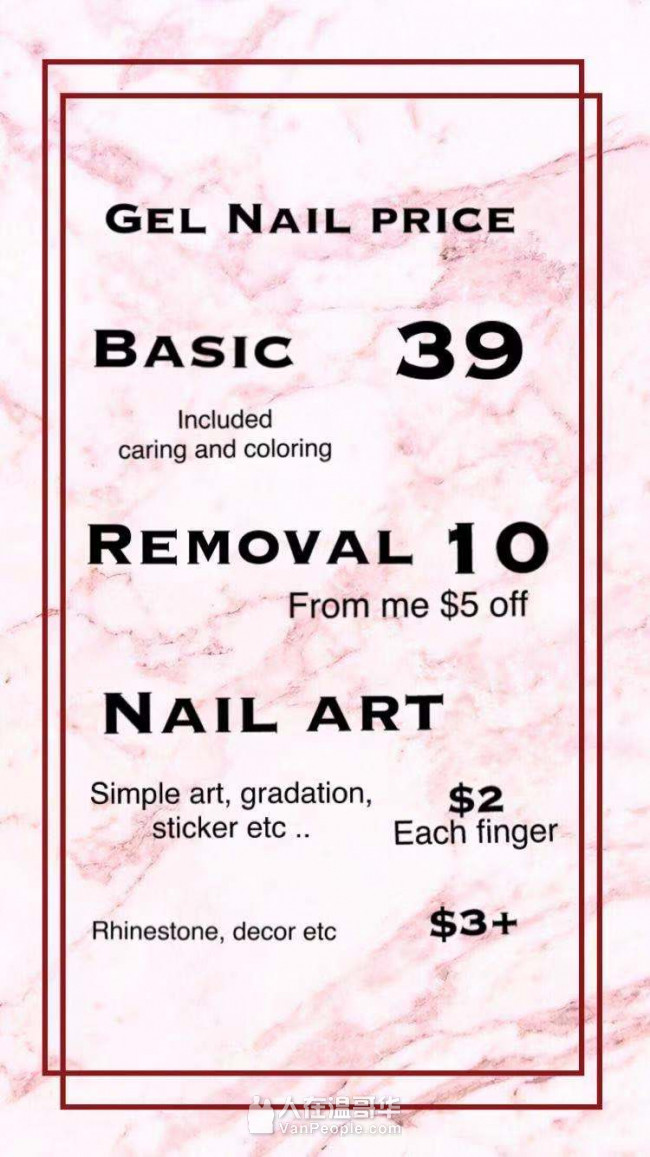 GEL NAIL PRICE
BASIC 39
Included
caring and coloring
REMOVAL 10
From me $5 off
NAIL ART
Simple art, gradation, $2
sticker etc .. Each finger
Rhinestone, decor etc $3+
人在温哥华
VanPeople.com